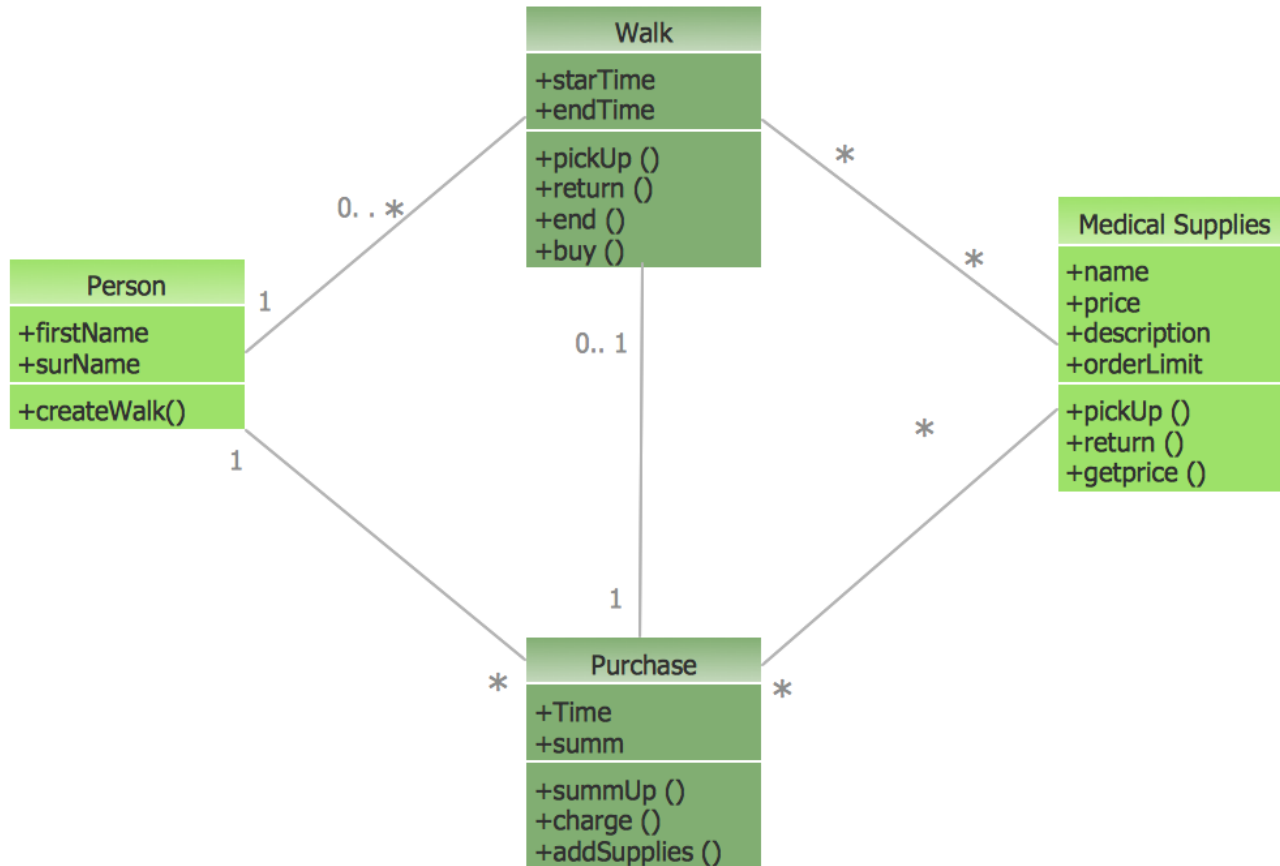 Walk
+starTime
+endTime
+pickUp ()
+return ()
+end ()
+buy ()
0. . *
1
*
*
Medical Supplies
+name
+price
+description
+orderLimit
+pickUp ()
+return ()
+getprice ()
Person
+firstName
+surName
+createWalk()
0.. 1
1
1
*
*
*
Purchase
+Time
+summ
+summUp ()
+charge ()
+addSupplies ()